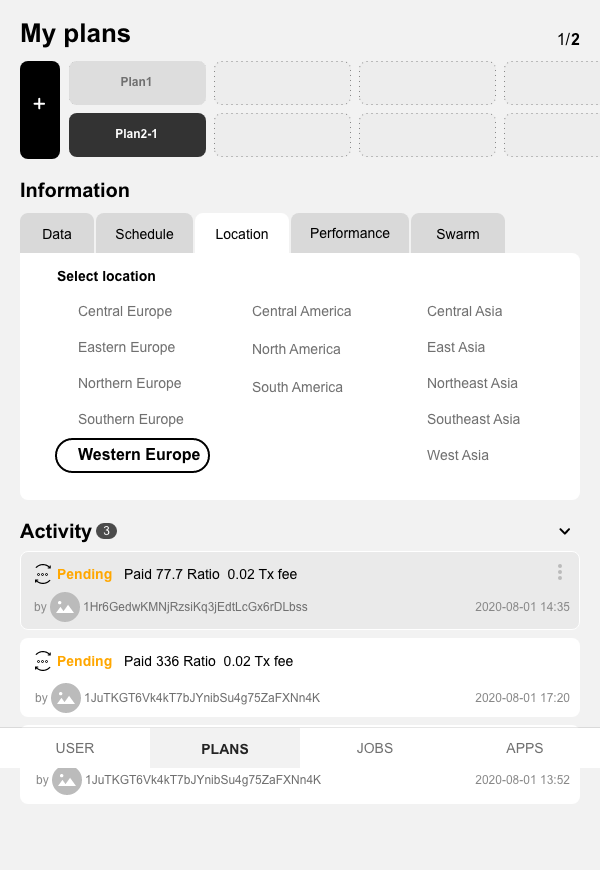 My plans
1/2
+
Plan1
Plan2-1
Information
Data Schedule Location Performance Swarm
Select location
Central Europe Central America Central Asia
Eastern Europe North America East Asia
Northern Europe South America Northeast Asia
Southern Europe Southeast Asia
Western Europe West Asia
Activity 3
Pending Paid 77.7 Ratio 0.02 Tx fee
by 1Hr6GedwKMNjRzsiKq3jEdtLcGx6rDLbss 2020-08-01 14:35
Pending Paid 336 Ratio 0.02 Tx fee
by 1JuTKGT6Vk4kT7bJYnibSu4g75ZaFXNn4K 2020-08-01 17:20
USER PLANS JOBS APPS
by 1JuTKGT6Vk4kT7bJYnibSu4g75ZaFXNn4K 2020-08-01 13:52